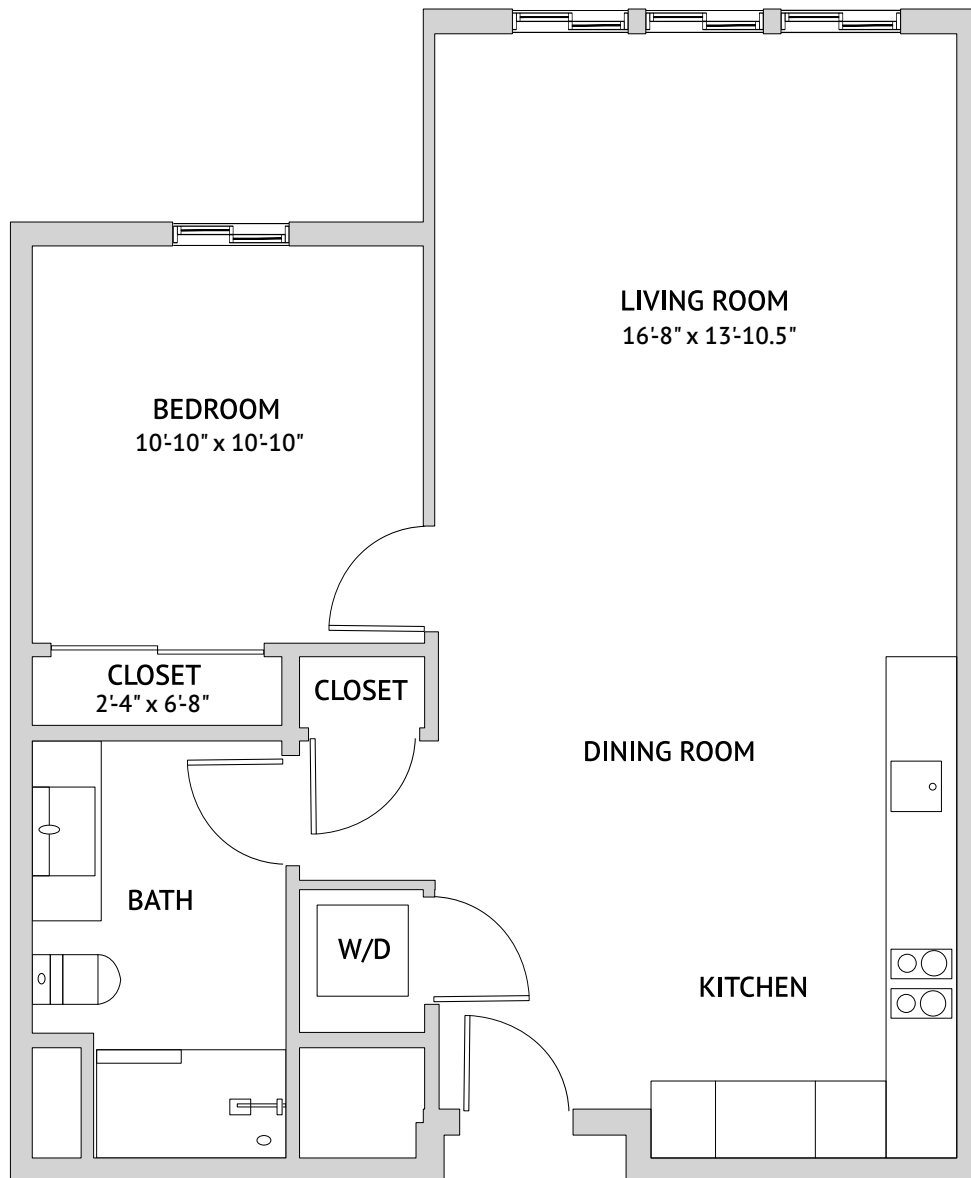 LIVING ROOM
16'-8" x 13'-10.5"
BEDROOM
10'-10" x 10'-10"
CLOSET
2'-4" x 6'-8"
CLOSET
DINING ROOM
BATH
W/D
KITCHEN